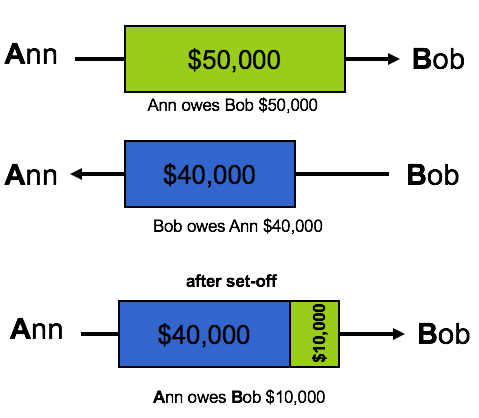 Ann $50,000 Bob
Ann owes Bob $50,000
Ann $40,000 Bob
Bob owes Ann $40,000
after set-off
Ann $40,000 $10,000 Bob
Ann owes Bob $10,000